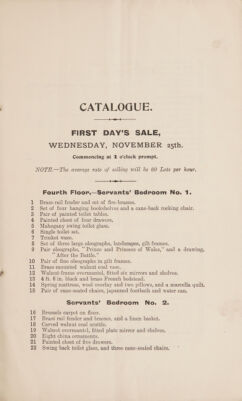 CATALOGUE.
FIRST DAY'S SALE,
WEDNESDAY, NOVEMBER 25th.
Commencing at 1 o'clock prompt.
NOTE.—The average rate of selling will be 60 Lots per hour.
Fourth Floor.—Servants' Bedroom No. 1.
1 Brass rail fender and set of fire-brasses.
2 Set of four hanging bookshelves and a cane-back rocking chair.
3 Pair of painted toilet tables.
4 Painted chest of four drawers.
5 Mahogany swing toilet glass.
6 Single toilet set.
7 Trinket vase.
8 Set of three large oleographs, landscapes, gilt frames.
9 Pair oleographs, "Prince and Princess of Wales," and a drawing,
"After the Battle."
10 Pair of fine oleographs in gilt frames.
11 Brass mounted walnut coal vase.
12 Walnut frame overmantel, fitted six mirrors and shelves.
13 4 ft. 6 in. black and brass French bedstead.
14 Spring mattress, wool overlay and two pillows, and a marcella quilt.
15 Pair of cane-seated chairs, japanned footbath and water can.
Servants' Bedroom No. 2.
16 Brussels carpet on floor.
17 Brass rail fender and brasses, and a linen basket.
18 Carved walnut coal scuttle.
19 Walnut overmantel, fitted plate mirror and shelves.
20 Eight china ornaments.
21 Painted chest of five drawers.
22 Swing back toilet glass, and three cane-seated chairs.